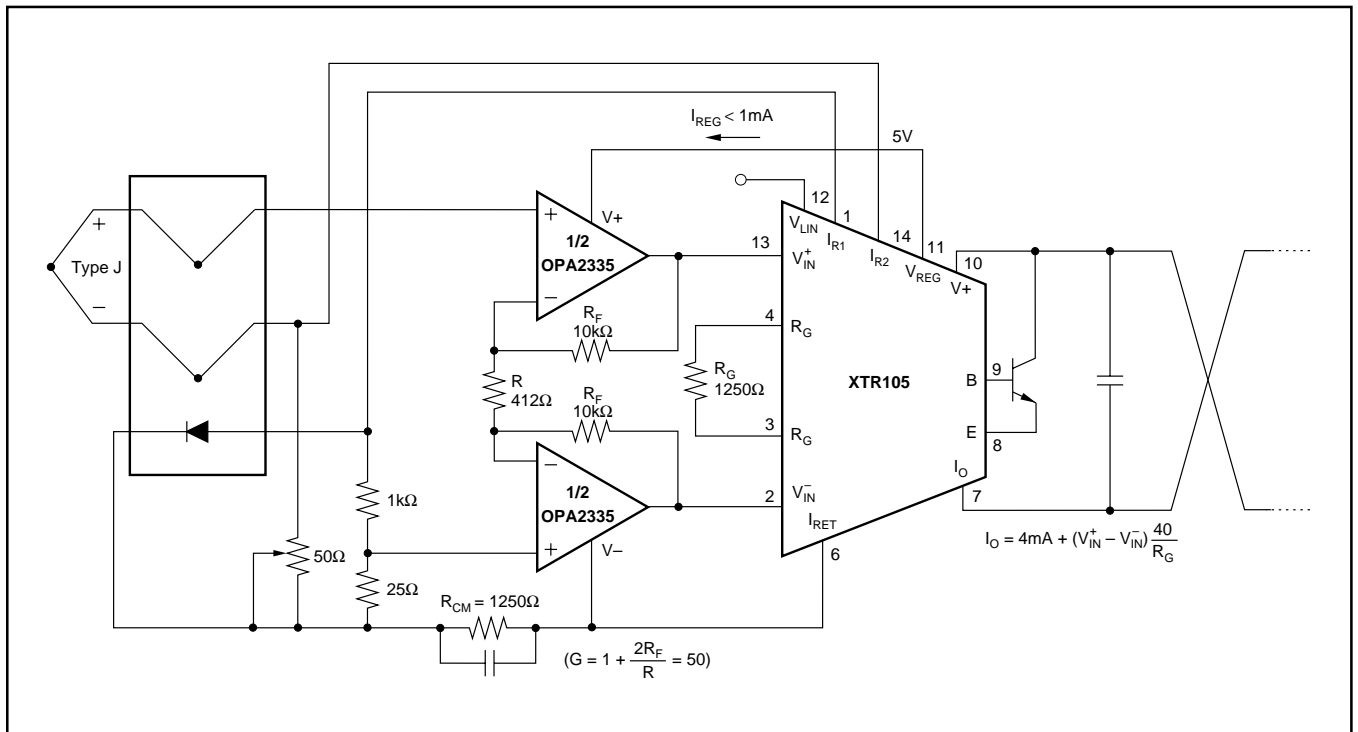 I_REG < 1mA
5V
Type J
+
–
+
–
V+
1/2
OPA2335
R_F
10kΩ
R
412Ω
R_F
10kΩ
–
+
1/2
OPA2335
V–
1kΩ
25Ω
50Ω
R_CM = 1250Ω
(G = 1 + 2R_F/R = 50)
12
V_LIN
1
I_R1
14
I_R2
11
V_REG
10
V+
13
V_IN^+
4
R_G
R_G
1250Ω
3
R_G
2
V_IN^–
I_RET
6
XTR105
B
9
E
8
I_O
7
I_O = 4mA + (V_IN^+ – V_IN^–) 40/R_G